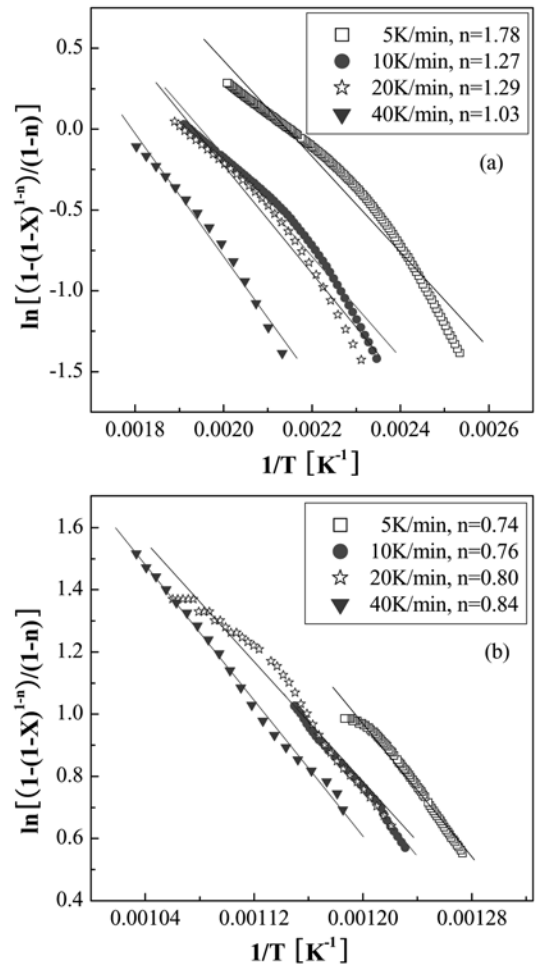 0.5
0.0
-0.5
-1.0
-1.5
ln[(1-(1-X)^{1-n})/(1-n)]
□ 5K/min, n=1.78
● 10K/min, n=1.27
☆ 20K/min, n=1.29
▼ 40K/min, n=1.03
(a)
0.0018 0.0020 0.0022 0.0024 0.0026
1/T [K⁻¹]
1.6
1.4
1.2
1.0
0.8
0.6
0.4
ln[(1-(1-X)^{1-n})/(1-n)]
□ 5K/min, n=0.74
● 10K/min, n=0.76
☆ 20K/min, n=0.80
▼ 40K/min, n=0.84
(b)
0.00104 0.00112 0.00120 0.00128
1/T [K⁻¹]